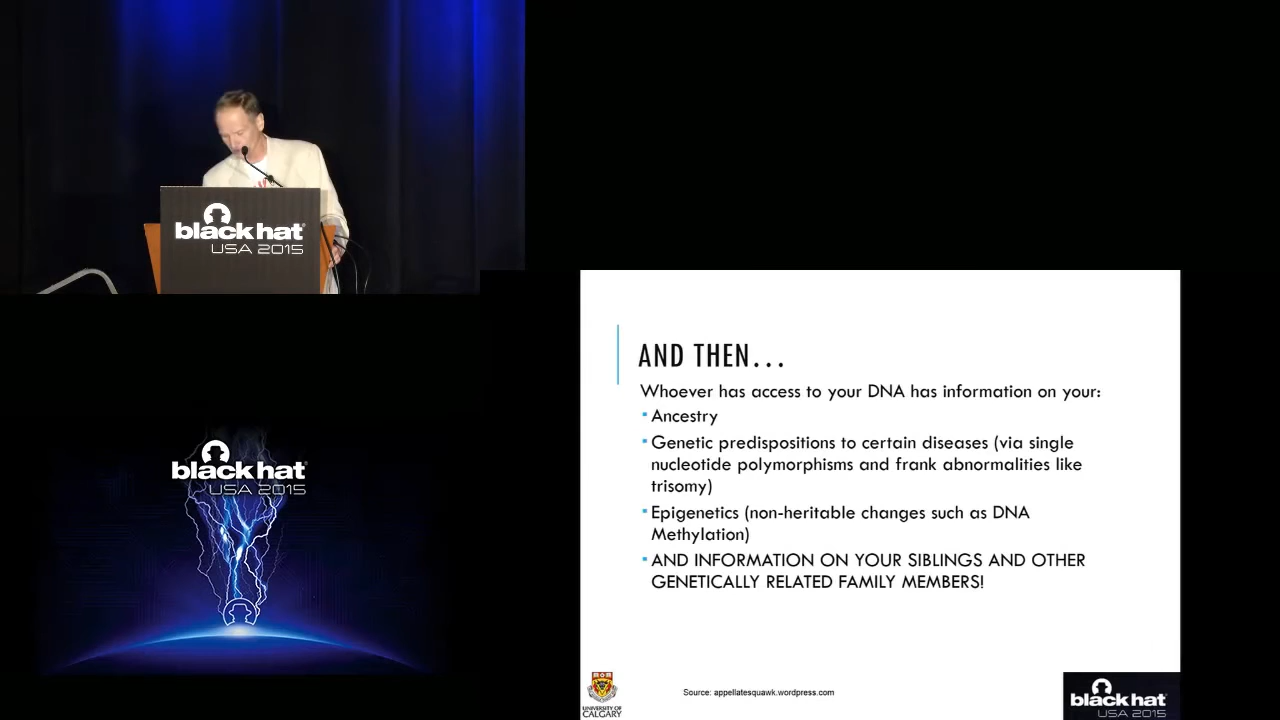 black hat
USA 2015
AND THEN...
Whoever has access to your DNA has information on your:
Ancestry
Genetic predispositions to certain diseases (via single
nucleotide polymorphisms and frank abnormalities like
trisomy)
Epigenetics (non-heritable changes such as DNA
Methylation)
AND INFORMATION ON YOUR SIBLINGS AND OTHER
GENETICALLY RELATED FAMILY MEMBERS!
black hat
USA 2015
UNIVERSITY OF
CALGARY
Source: appellatesquawk.wordpress.com
black hat
USA 2015